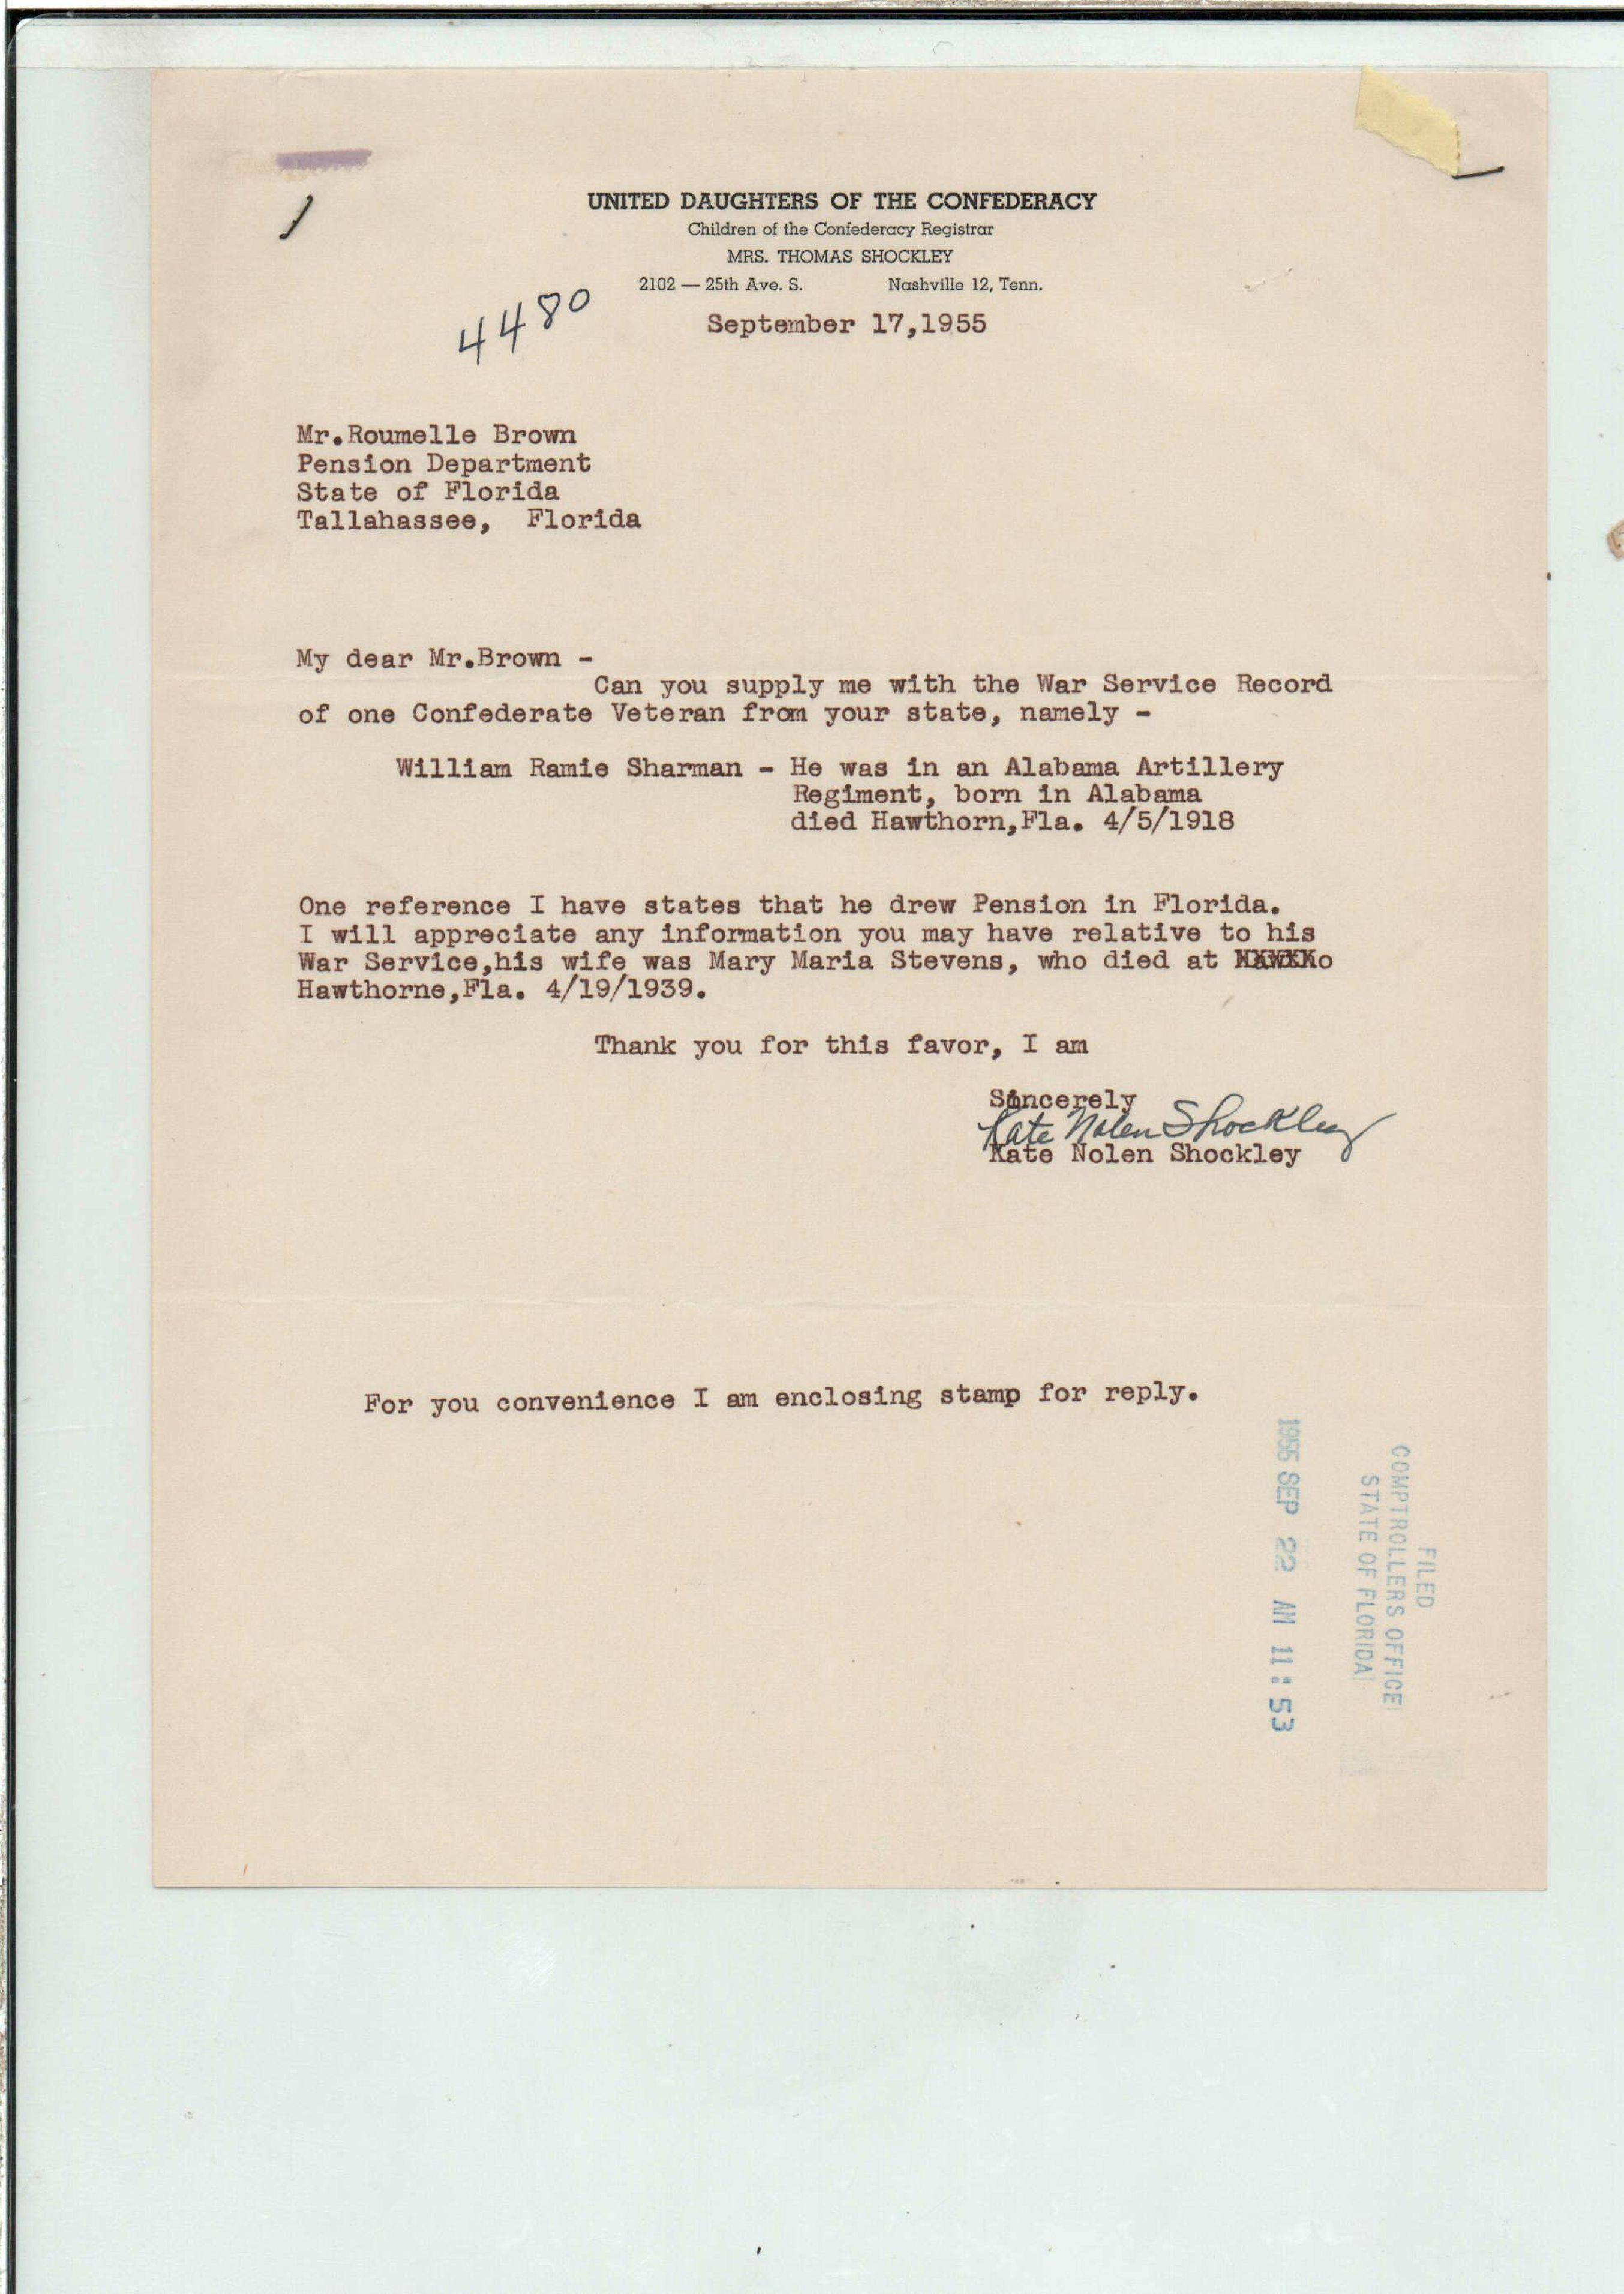 UNITED DAUGHTERS OF THE CONFEDERACY
Children of the Confederacy Registrar
MRS. THOMAS SHOCKLEY
2102 — 25th Ave. S. Nashville 12, Tenn.
4480
September 17,1955
Mr.Roumelle Brown
Pension Department
State of Florida
Tallahassee, Florida
My dear Mr.Brown -
Can you supply me with the War Service Record
of one Confederate Veteran from your state, namely -
William Ramie Sharman - He was in an Alabama Artillery
Regiment, born in Alabama
died Hawthorn,Fla. 4/5/1918
One reference I have states that he drew Pension in Florida.
I will appreciate any information you may have relative to his
War Service,his wife was Mary Maria Stevens, who died at
Hawthorne,Fla. 4/19/1939.
Thank you for this favor, I am
Sincerely
Kate Nolen Shockley
Kate Nolen Shockley
For you convenience I am enclosing stamp for reply.
FILED
COMPTROLLERS OFFICE
STATE OF FLORIDA
1955 SEP 22 AM 11:53